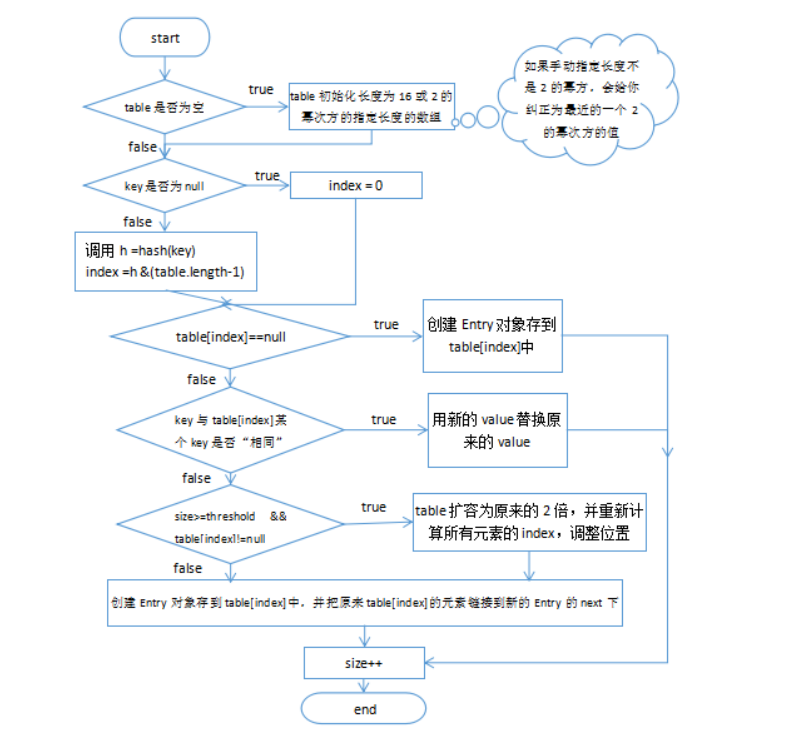 start
table 是否为空
true
table 初始化长度为 16 或 2 的
幂次方的指定长度的数组
如果手动指定长度不
是 2 的幂方，会给你
纠正为最近的一个 2
的幂次方的值
false
key 是否为 null
true
index = 0
false
调用 h =hash(key)
index =h &(table.length-1)
table[index]==null
true
创建 Entry 对象存到
table[index]中
false
key 与 table[index]某
个 key 是否“相同”
true
用新的 value 替换原
来的 value
false
size>=threshold &&
table[index]!=null
true
table 扩容为原来的 2 倍，并重新计
算所有元素的 index，调整位置
false
创建 Entry 对象存到 table[index]中，并把原来 table[index]的元素链接到新的 Entry 的 next 下
size++
end